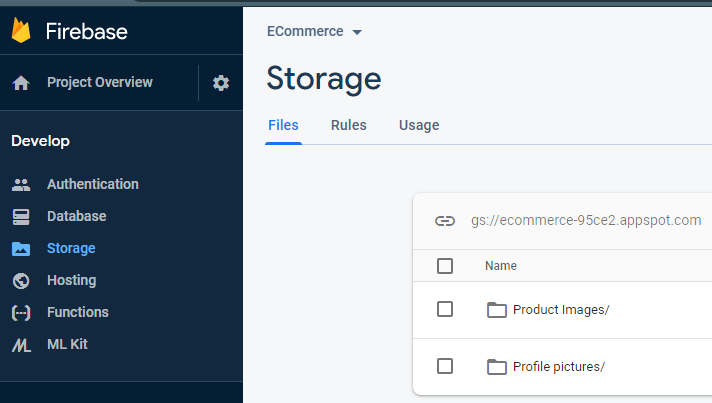 Firebase
Project Overview
Develop
Authentication
Database
Storage
Hosting
Functions
ML Kit
ECommerce
Storage
Files Rules Usage
gs://ecommerce-95ce2.appspot.com
Name
Product Images/
Profile pictures/